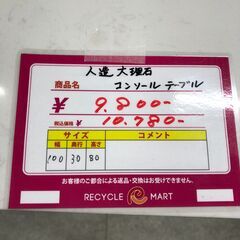 人造大理石
商品名 コンソールテーブル
¥ 9.800-
税込価格 ¥ 10.780-
サイズ コメント
幅 奥行 高さ
100 30 80
お客様のご都合による返品・交換はお受けできません。
RECYCLE MART